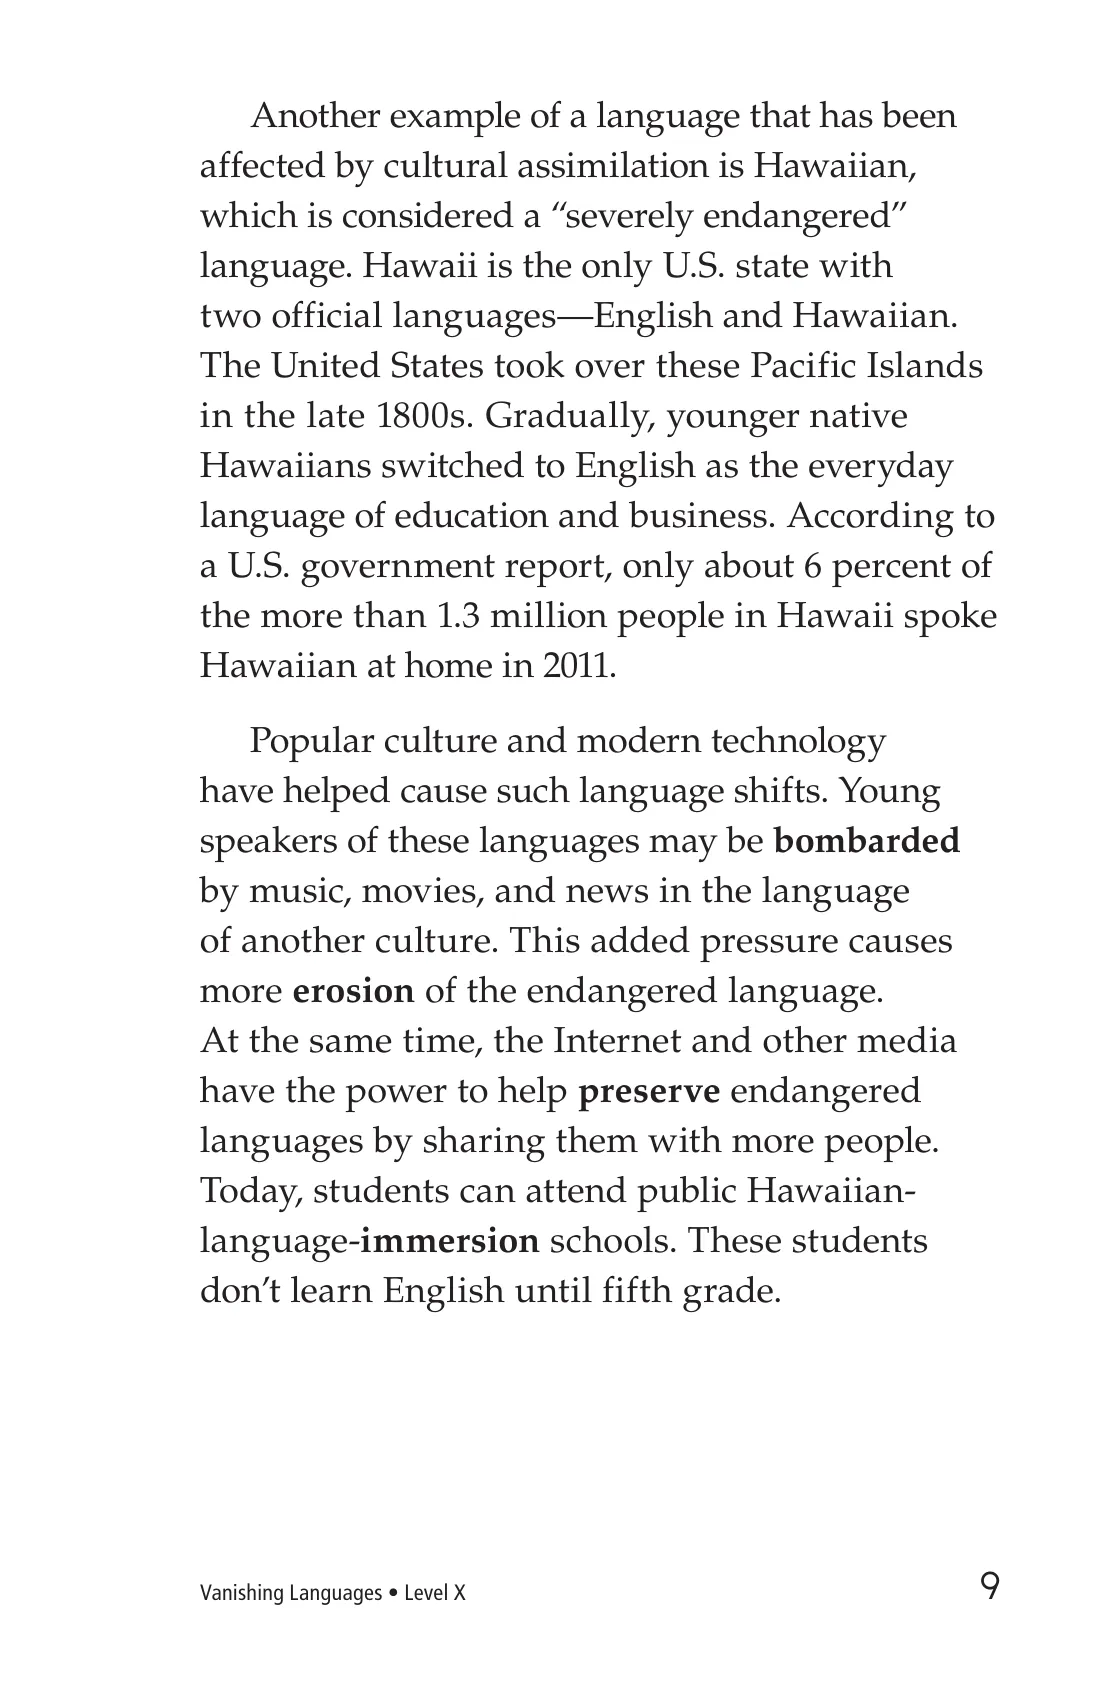 Another example of a language that has been
affected by cultural assimilation is Hawaiian,
which is considered a “severely endangered”
language. Hawaii is the only U.S. state with
two official languages—English and Hawaiian.
The United States took over these Pacific Islands
in the late 1800s. Gradually, younger native
Hawaiians switched to English as the everyday
language of education and business. According to
a U.S. government report, only about 6 percent of
the more than 1.3 million people in Hawaii spoke
Hawaiian at home in 2011.
Popular culture and modern technology
have helped cause such language shifts. Young
speakers of these languages may be bombarded
by music, movies, and news in the language
of another culture. This added pressure causes
more erosion of the endangered language.
At the same time, the Internet and other media
have the power to help preserve endangered
languages by sharing them with more people.
Today, students can attend public Hawaiian-
language-immersion schools. These students
don’t learn English until fifth grade.
Vanishing Languages • Level X 9